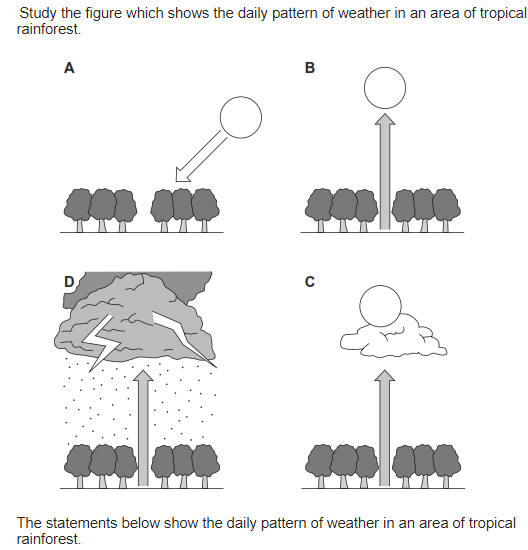 Study the figure which shows the daily pattern of weather in an area of tropical
rainforest.
A
B
D
C
The statements below show the daily pattern of weather in an area of tropical
rainforest.